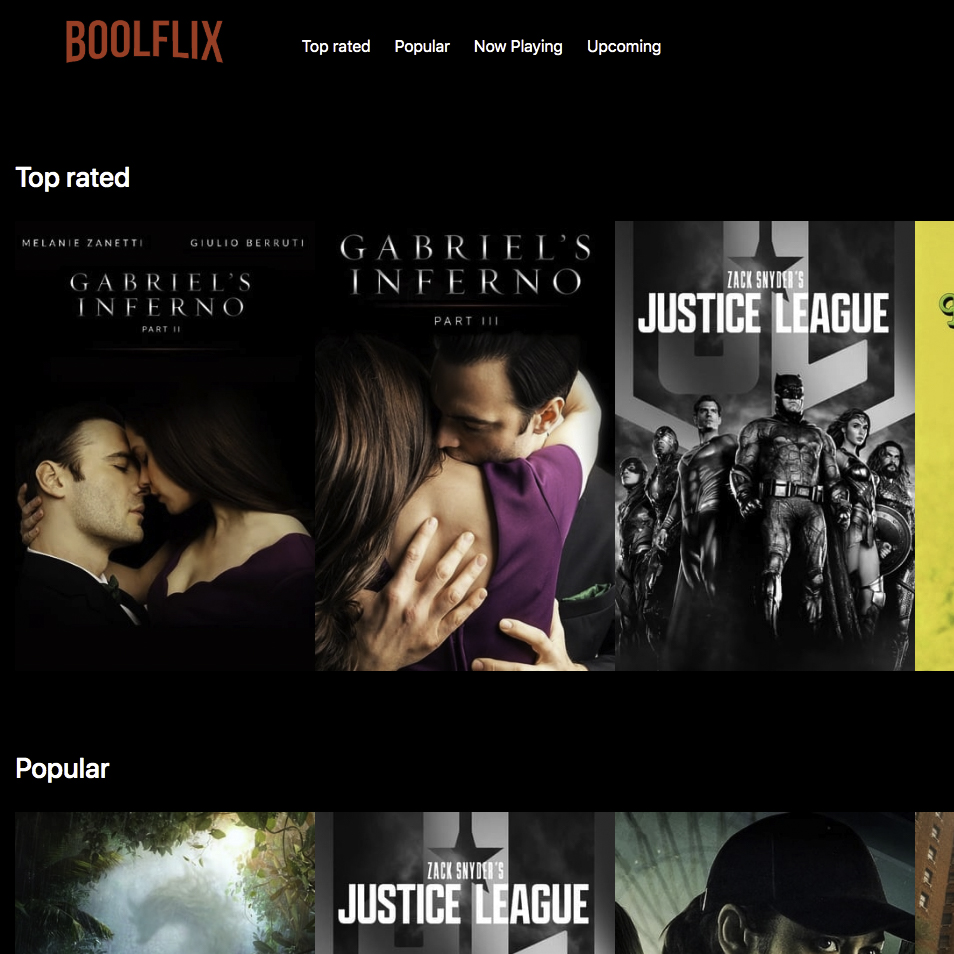 BOOLFLIX
Top rated Popular Now Playing Upcoming
Top rated
MELANIE ZANETTI GIULIO BERRUTI
GABRIEL'S
INFERNO
PART II
GABRIEL'S
INFERNO
PART III
ZACK SNYDER'S
JUSTICE LEAGUE
Popular
ZACK SNYDER'S
JUSTICE LEAGUE